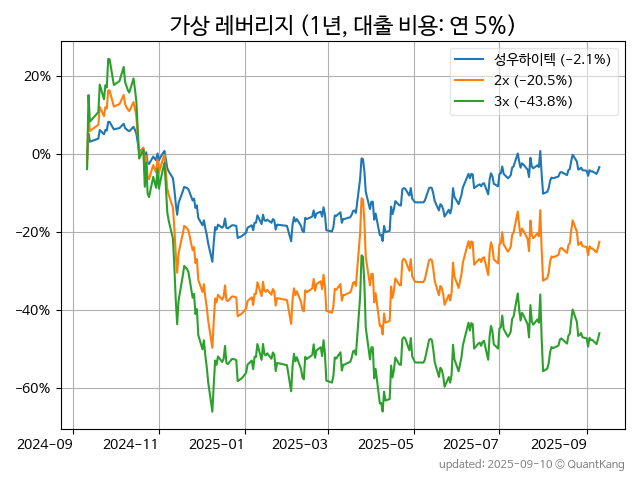 가상 레버리지 (1년, 대출 비용: 연 5%)
성우하이텍 (−2.1%)
2x (−20.5%)
3x (−43.8%)
20%
0%
−20%
−40%
−60%
2024-09 2024-11 2025-01 2025-03 2025-05 2025-07 2025-09
updated: 2025-09-10 © QuantKang